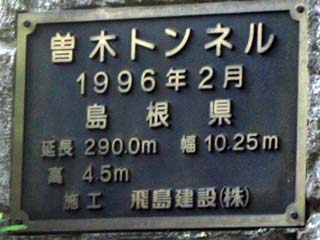 曽木トンネル
1996年2月
島根県
延長 290.0m 幅 10.25m
高 4.5m
施工 飛島建設(株)